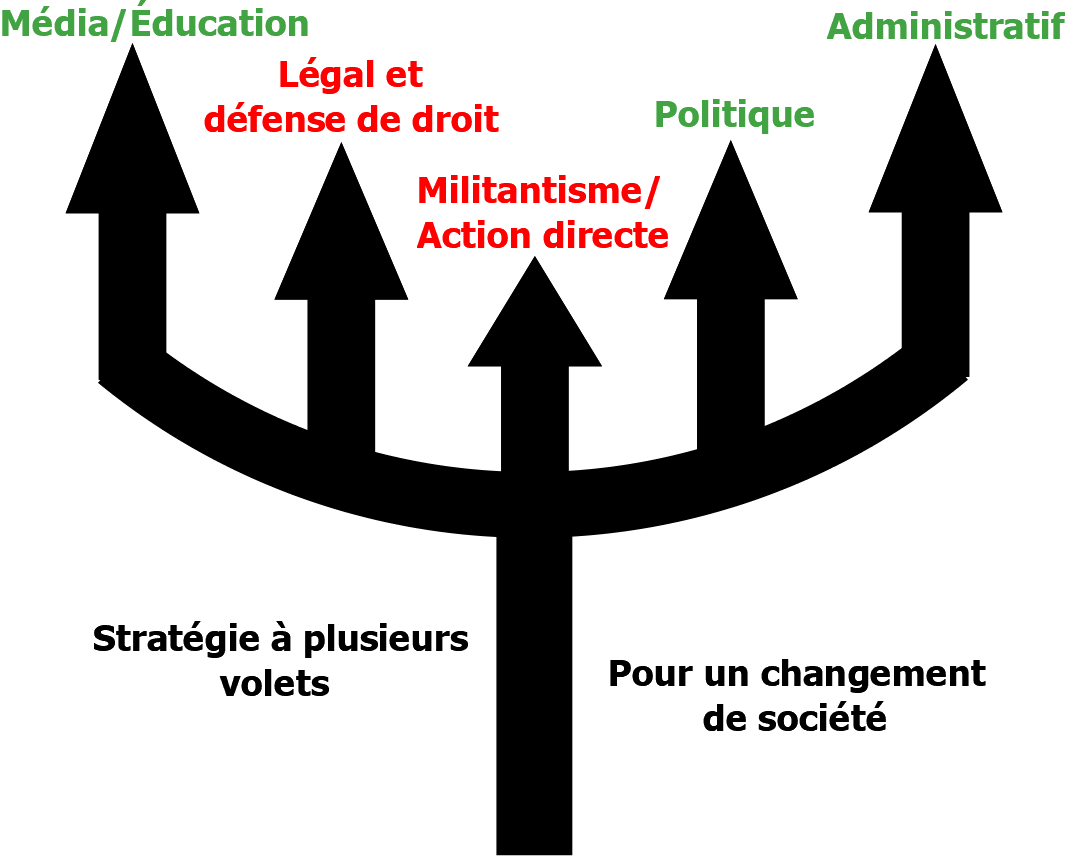 Média/Éducation
Administratif
Légal et
défense de droit
Politique
Militantisme/
Action directe
Stratégie à plusieurs
volets
Pour un changement
de société